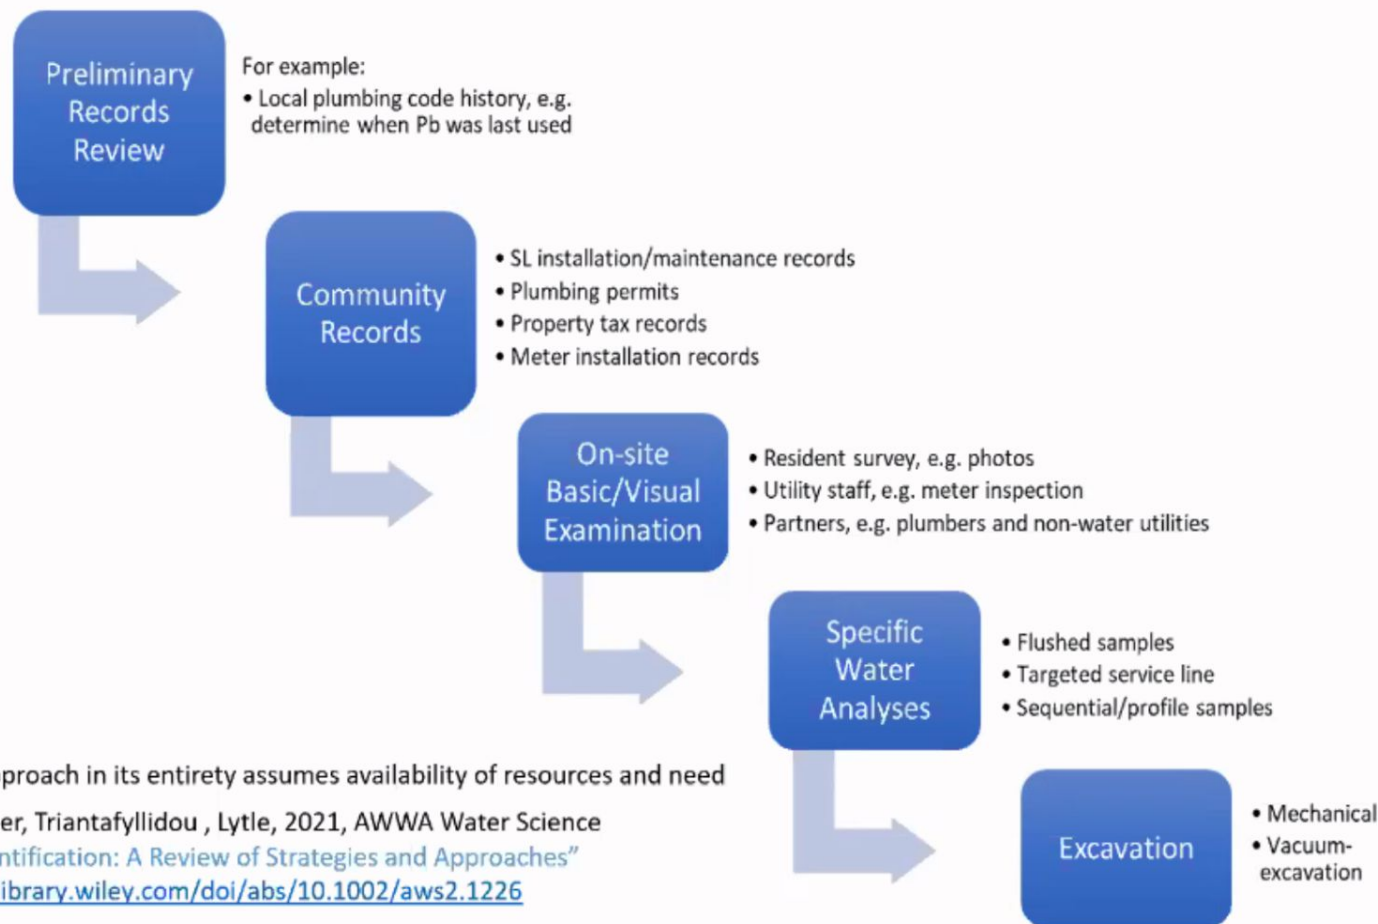 Preliminary
Records
Review
For example:
• Local plumbing code history, e.g.
determine when Pb was last used
Community
Records
• SL installation/maintenance records
• Plumbing permits
• Property tax records
• Meter installation records
On-site
Basic/Visual
Examination
• Resident survey, e.g. photos
• Utility staff, e.g. meter inspection
• Partners, e.g. plumbers and non-water utilities
Specific
Water
Analyses
• Flushed samples
• Targeted service line
• Sequential/profile samples
Excavation
• Mechanical
• Vacuum-
excavation
in its entirety assumes availability of resources and need
Triantafyllidou , Lytle, 2021, AWWA Water Science
A Review of Strategies and Approaches”
library.wiley.com/doi/abs/10.1002/aws2.1226